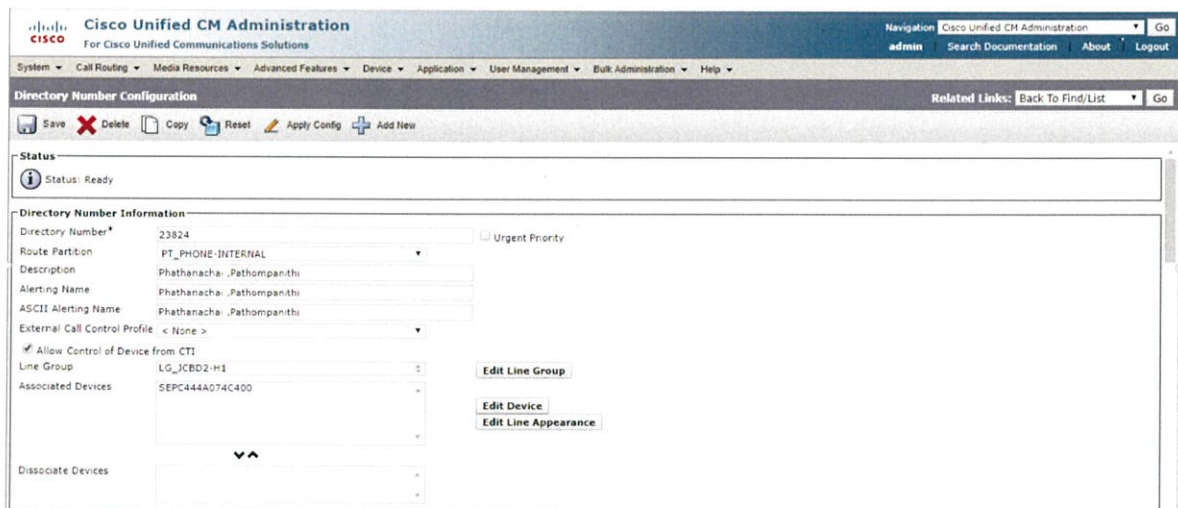 CISCO
Cisco Unified CM Administration
For Cisco Unified Communications Solutions
Navigation Cisco Unified CM Administration Go
admin Search Documentation About Logout
System Call Routing Media Resources Advanced Features Device Application User Management Bulk Administration Help
Directory Number Configuration
Related Links: Back To Find/List Go
Save Delete Copy Reset Apply Config Add New
Status
Status: Ready
Directory Number Information
Directory Number* 23824 Urgent Priority
Route Partition PT_PHONE-INTERNAL
Description Phathanachai ,Pathompanithi
Alerting Name Phathanachai ,Pathompanithi
ASCII Alerting Name Phathanachai ,Pathompanithi
External Call Control Profile < None >
Allow Control of Device from CTI
Line Group LG_JCBD2-H1 Edit Line Group
Associated Devices SEPC444A074C400
Edit Device
Edit Line Appearance
Dissociate Devices